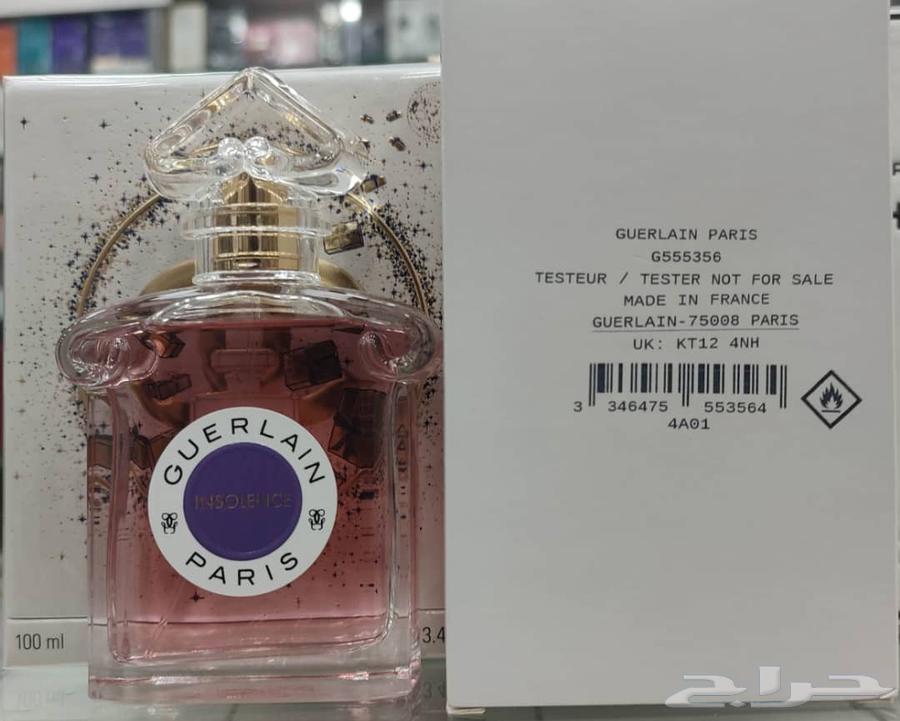 GUERLAIN
INSOLENCE
PARIS
100 ml
3.4
GUERLAIN PARIS
G555356
TESTEUR / TESTER NOT FOR SALE
MADE IN FRANCE
GUERLAIN-75008 PARIS
UK: KT12 4NH
3 346475 553564
4A01
حراج